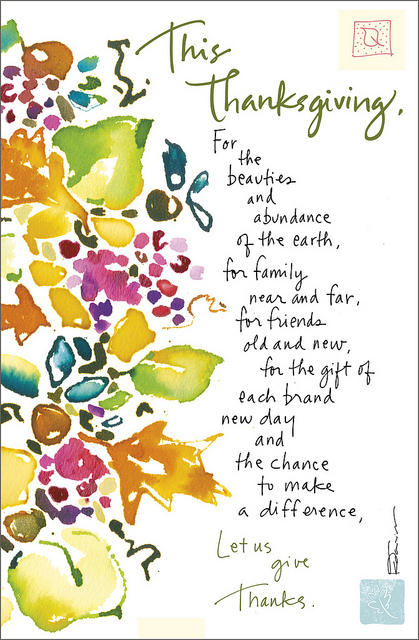 This
Thanksgiving,
For
the
beauties
and
abundance
of the earth,
for family
near and far,
for friends
old and new,
for the gift of
each brand
new day
and
the chance
to make
a difference,
Let us
give
Thanks.